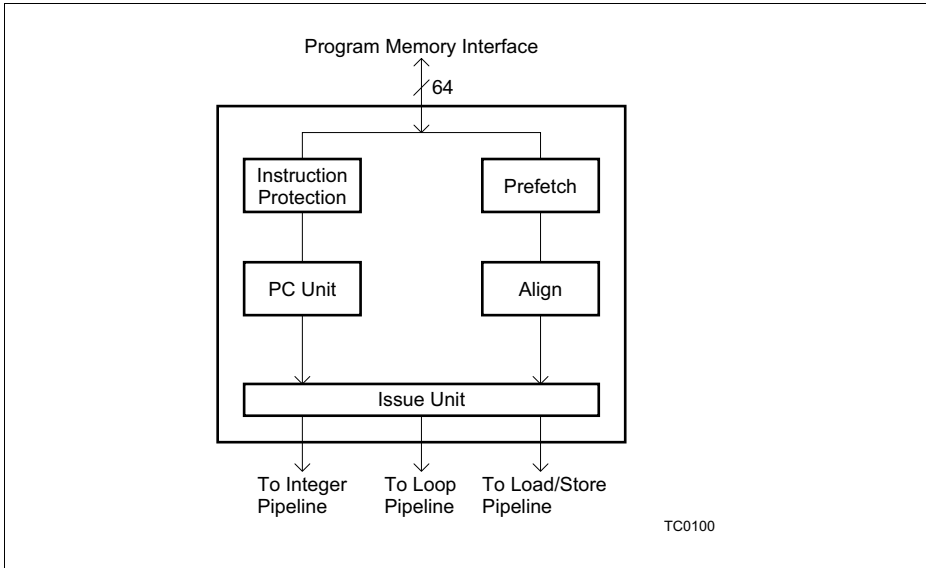 Program Memory Interface
64
Instruction
Protection
Prefetch
PC Unit
Align
Issue Unit
To Integer
Pipeline
To Loop
Pipeline
To Load/Store
Pipeline
TC0100